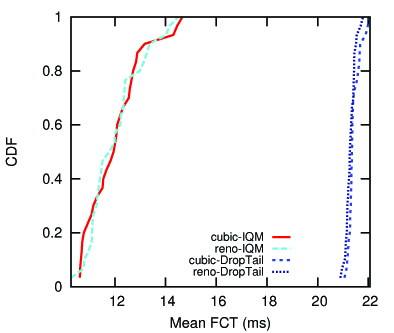 1
0.8
0.6
0.4
0.2
0
CDF
cubic-IQM
reno-IQM
cubic-DropTail
reno-DropTail
12 14 16 18 20 22
Mean FCT (ms)